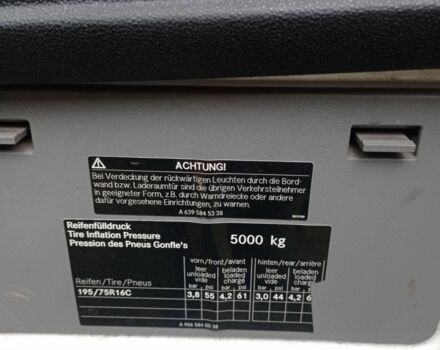 ACHTUNG!
Bei Verdeckung der rückwärtigen Leuchten durch die Bord-
wand bzw. Laderaumtür sind die übrigen Verkehrsteilnehmer
in geeigneter Form, z.B. durch Warndreiecke oder andere
dafür vorgesehene Einrichtungen, zu warnen.
A 639 584 53 38
Reifenfülldruck
Tire Inflation Pressure
Pression des Pneus Gonfle's
5000 kg
vorn/front/avant hinten/rear/arrière
leer beladen leer beladen
unloaded loaded unloaded loaded
vide chargé vide chargé
Reifen/Tire/Pneus bar psi bar psi bar psi bar
195/75R16C 3,8 55 4,2 61 3,0 44 4,2 6
A 906 584 00 38